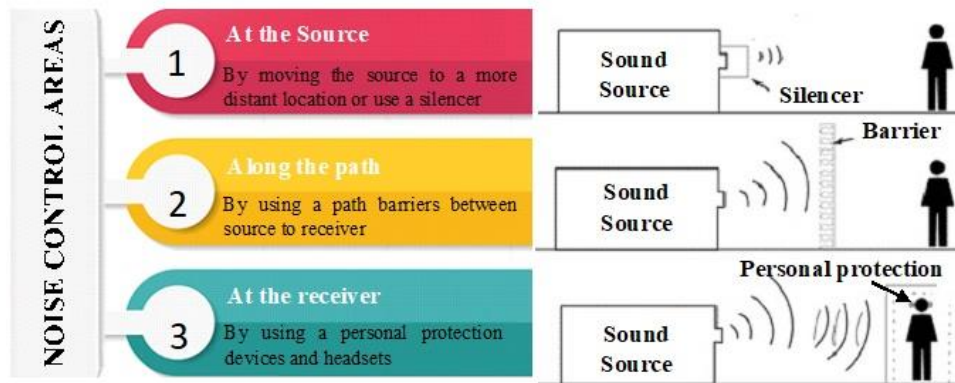 NOISE CONTROL AREAS
1
At the Source
By moving the source to a more
distant location or use a silencer
Sound
Source
Silencer
2
Along the path
By using a path barriers between
source to receiver
Sound
Source
Barrier
3
At the receiver
By using a personal protection
devices and headsets
Sound
Source
Personal protection